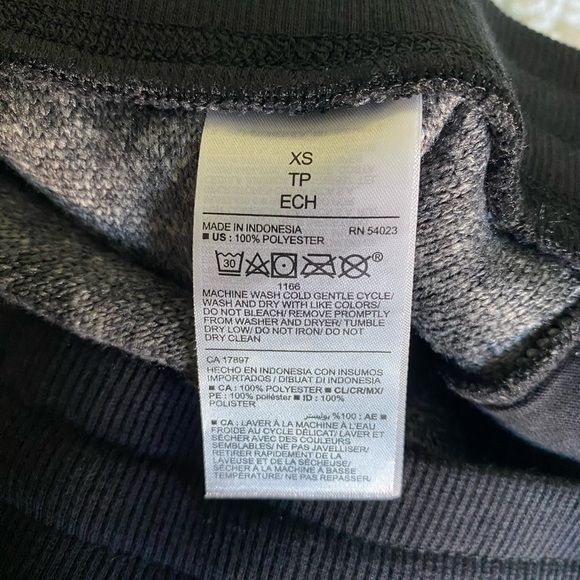 XS
TP
ECH
MADE IN INDONESIA RN 54023
■ US : 100% POLYESTER
30 ®
1166
MACHINE WASH COLD GENTLE CYCLE/
WASH AND DRY WITH LIKE COLORS/
DO NOT BLEACH/ REMOVE PROMPTLY
FROM WASHER AND DRYER/ TUMBLE
DRY LOW/ DO NOT IRON/ DO NOT
DRY CLEAN
CA 17897
HECHO EN INDONESIA CON INSUMOS
IMPORTADOS / DIBUAT DI INDONESIA
■ CA : 100% POLYESTER ■ CL/CR/MX/
PE : 100% poliéster ■ ID : 100%
POLISTER
■ AE : 100% بوليستر
■ CA : LAVER À LA MACHINE À L'EAU
FROIDE AU CYCLE DÉLICAT/ LAVER ET
SÉCHER AVEC DES COULEURS
SEMBLABLES/ NE PAS JAVELLISER/
RETIRER RAPIDEMENT DE LA
LAVEUSE ET DE LA SÉCHEUSE/
SÉCHER À LA MACHINE À BASSE
TEMPÉRATURE/ NE PAS REPASSER/